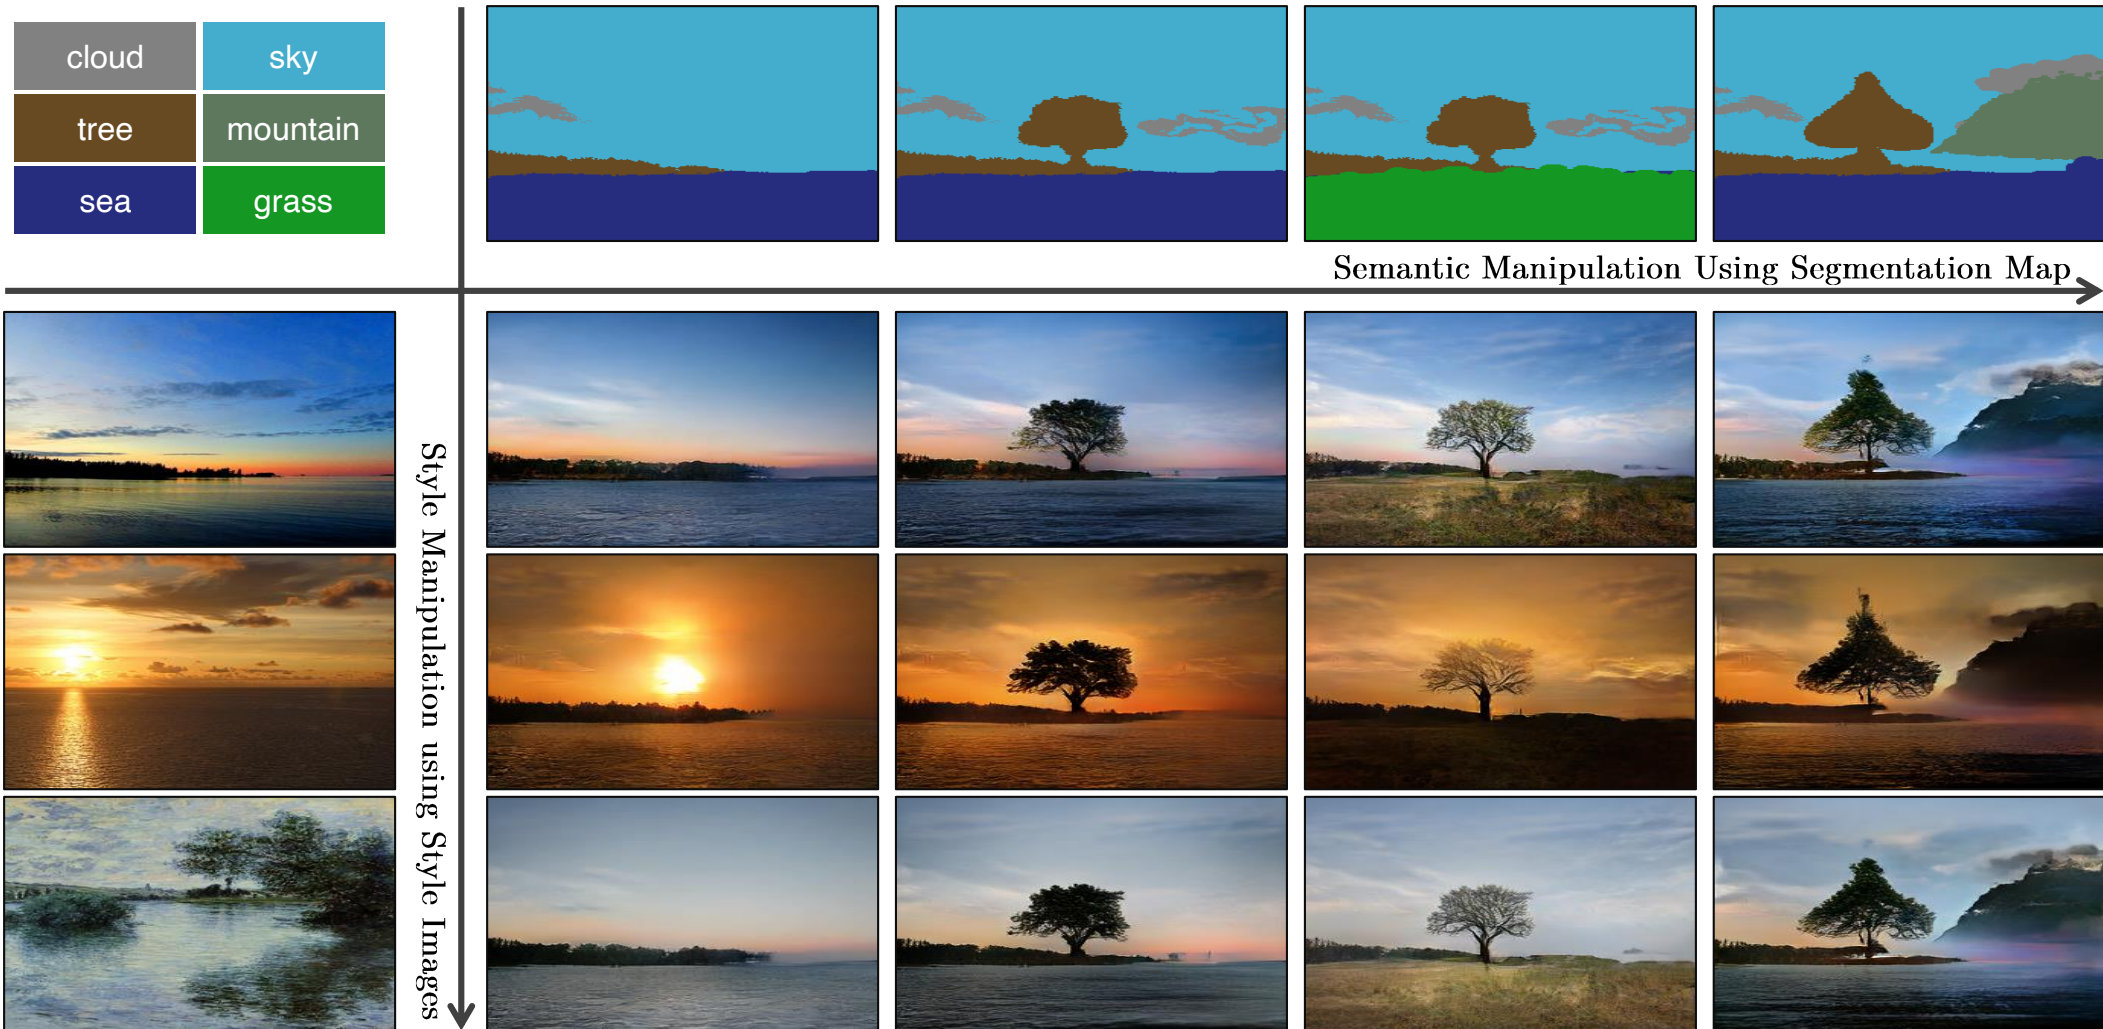 cloud
sky
tree
mountain
sea
grass
Semantic Manipulation Using Segmentation Map
Style Manipulation using Style Images